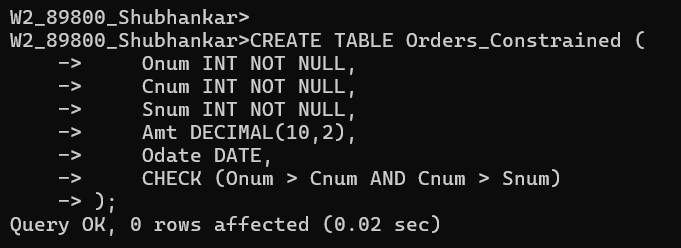 W2_89800_Shubhankar>
W2_89800_Shubhankar>CREATE TABLE Orders_Constrained (
    ->     Onum INT NOT NULL,
    ->     Cnum INT NOT NULL,
    ->     Snum INT NOT NULL,
    ->     Amt DECIMAL(10,2),
    ->     Odate DATE,
    ->     CHECK (Onum > Cnum AND Cnum > Snum)
    -> );
Query OK, 0 rows affected (0.02 sec)